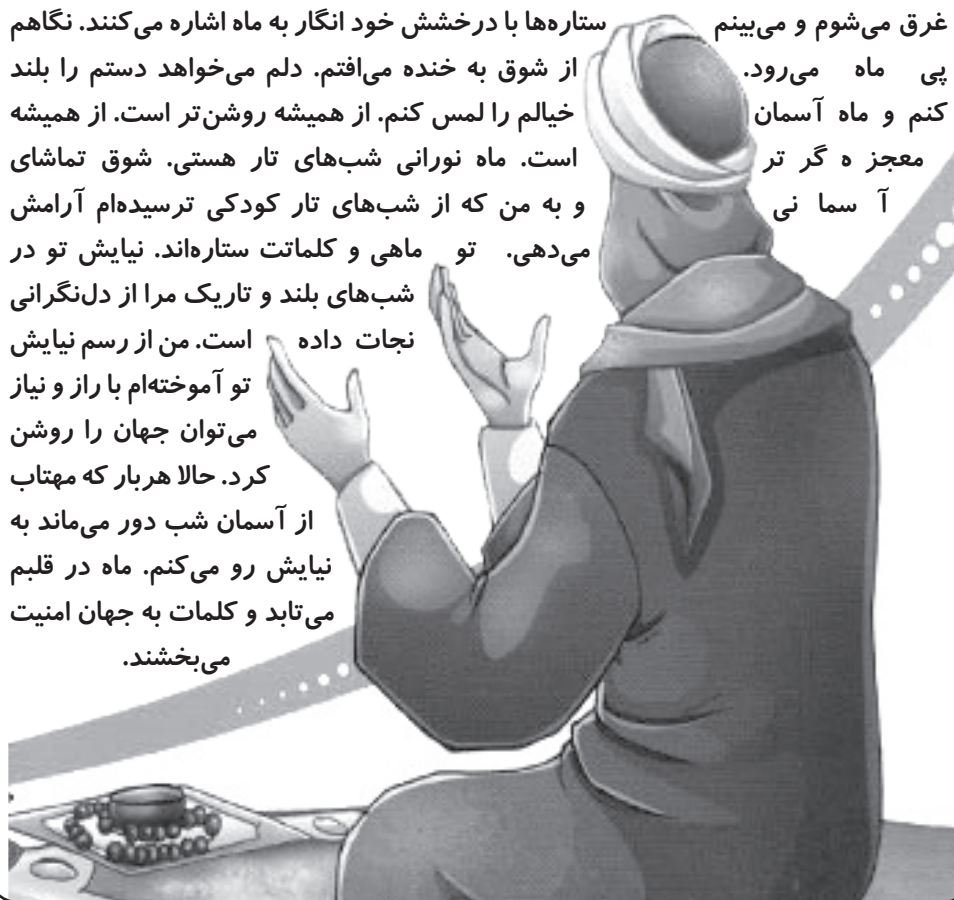 غرق می‌شوم و می‌بینم ستاره‌ها با درخشش خود انگار به ماه اشاره می‌کنند. نگاهم
پی ماه می‌رود. از شوق به خنده می‌افتم. دلم می‌خواهد دستم را بلند
کنم و ماه آسمان خیالم را لمس کنم. از همیشه روشن‌تر است. از همیشه
معجز ه گر تر است. ماه نورانی شب‌های تار هستی. شوق تماشای
آ سما نی و به من که از شب‌های تار کودکی ترسیده‌ام آرامش
می‌دهی. تو ماهی و کلماتت ستاره‌اند. نیایش تو در
شب‌های بلند و تاریک مرا از دل‌نگرانی
نجات داده است. من از رسم نیایش
تو آموخته‌ام با راز و نیاز
می‌توان جهان را روشن
کرد. حالا هربار که مهتاب
از آسمان شب دور می‌ماند به
نیایش رو می‌کنم. ماه در قلبم
می‌تابد و کلمات به جهان امنیت
می‌بخشند.